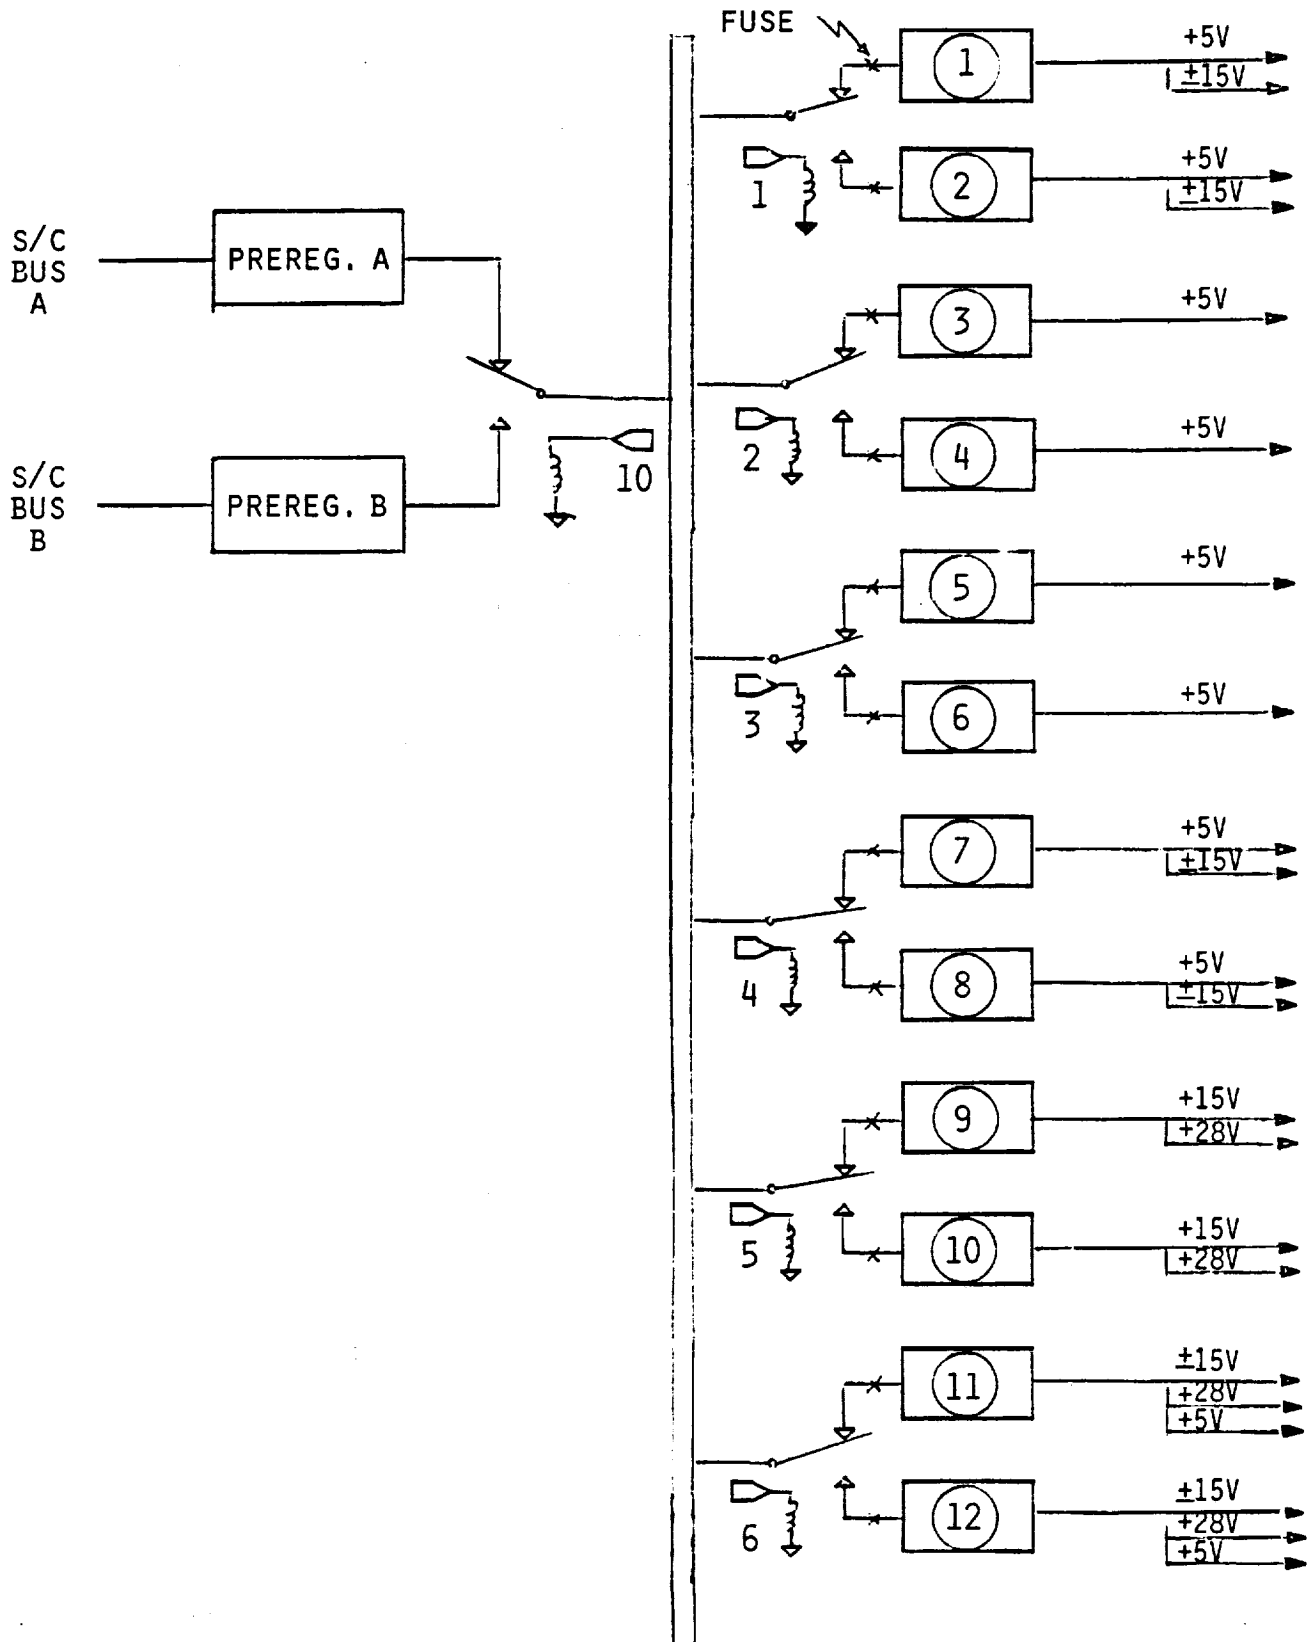 FUSE
1
+5V
±15V
1
2
+5V
±15V
S/C
BUS
A
PREREG. A
3
+5V
2
4
+5V
10
S/C
BUS
B
PREREG. B
5
+5V
3
6
+5V
7
+5V
±15V
4
8
+5V
±15V
9
+15V
+28V
5
10
+15V
+28V
11
±15V
+28V
+5V
6
12
±15V
+28V
+5V